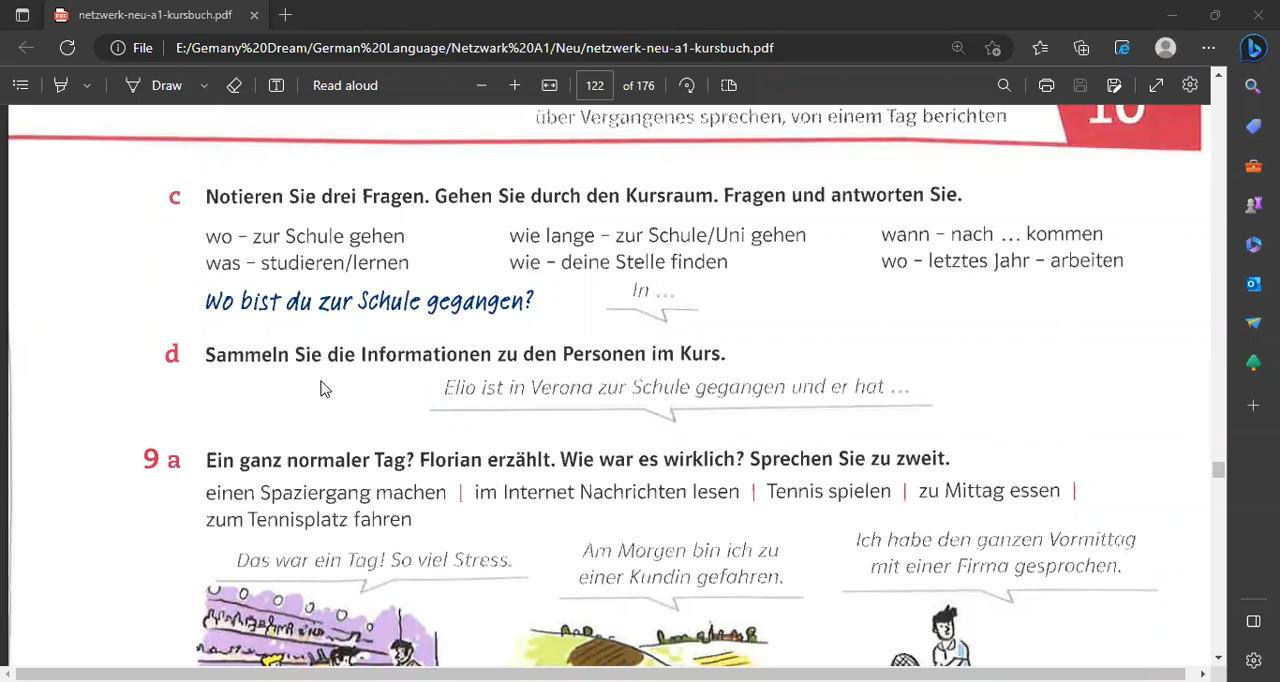 netzwerk-neu-a1-kursbuch.pdf
File E:/Gemany%20Dream/German%20Language/Netzwark%20A1/Neu/netzwerk-neu-a1-kursbuch.pdf
Draw Read aloud 122 of 176
über Vergangenes sprechen, von einem Tag berichten 10
c Notieren Sie drei Fragen. Gehen Sie durch den Kursraum. Fragen und antworten Sie.
wo – zur Schule gehen wie lange – zur Schule/Uni gehen wann – nach ... kommen
was – studieren/lernen wie – deine Stelle finden wo – letztes Jahr – arbeiten
Wo bist du zur Schule gegangen? In ...
d Sammeln Sie die Informationen zu den Personen im Kurs.
Elio ist in Verona zur Schule gegangen und er hat ...
9 a Ein ganz normaler Tag? Florian erzählt. Wie war es wirklich? Sprechen Sie zu zweit.
einen Spaziergang machen | im Internet Nachrichten lesen | Tennis spielen | zu Mittag essen |
zum Tennisplatz fahren
Das war ein Tag! So viel Stress.
Am Morgen bin ich zu
einer Kundin gefahren.
Ich habe den ganzen Vormittag
mit einer Firma gesprochen.